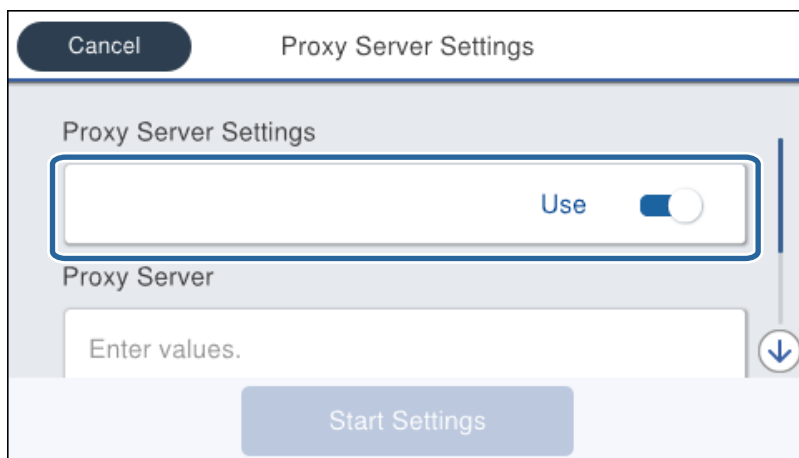 Cancel
Proxy Server Settings
Proxy Server Settings
Use
Proxy Server
Enter values.
Start Settings